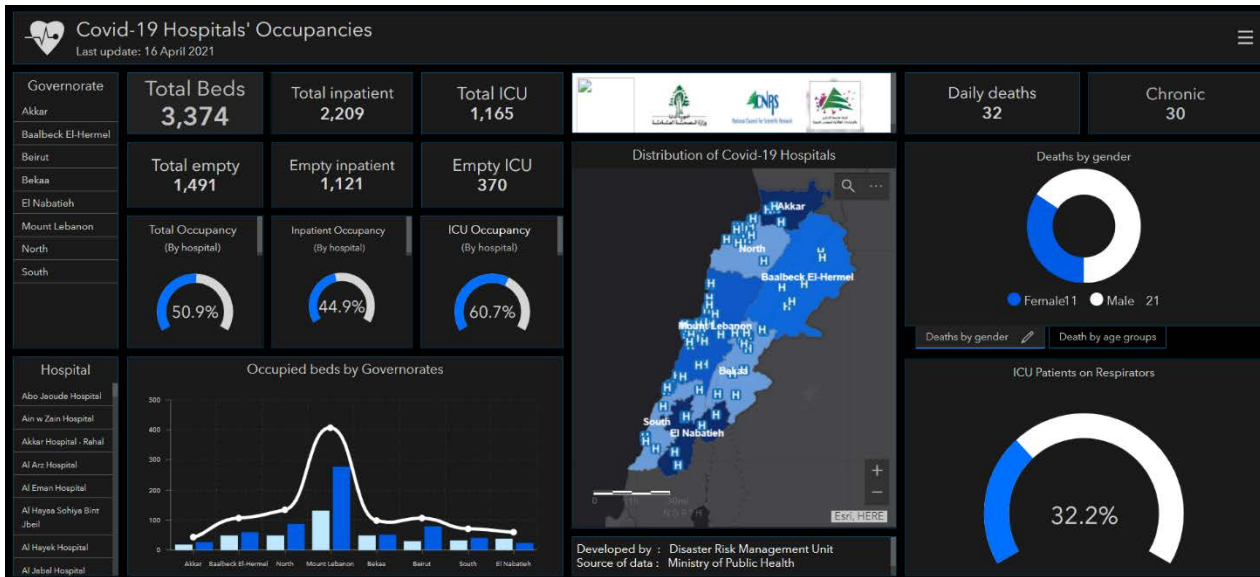 Covid-19 Hospitals' Occupancies
Last update: 16 April 2021
Governorate
Akkar
Baalbeck El-Hermel
Beirut
Bekaa
El Nabatieh
Mount Lebanon
North
South
Total Beds
3,374
Total inpatient
2,209
Total ICU
1,165
Total empty
1,491
Empty inpatient
1,121
Empty ICU
370
Total Occupancy
(By hospital)
50.9%
Inpatient Occupancy
(By hospital)
44.9%
ICU Occupancy
(By hospital)
60.7%
CNRS
National Council for Scientific Research
Daily deaths
32
Chronic
30
Distribution of Covid-19 Hospitals
Akkar
North
Baalbeck El-Hermel
Mount Lebanon
Bekaa
South
El Nabatieh
Esri, HERE
Deaths by gender
Female11 Male 21
Deaths by gender
Death by age groups
Hospital
Abo Jaoude Hospital
Ain w Zain Hospital
Akkar Hospital - Rahal
Al Arz Hospital
Al Eman Hospital
Al Hayaa Sohiya Bint
Jbeil
Al Hayek Hospital
Al Jabal Hospital
Occupied beds by Governorates
500
400
300
200
100
0
Akkar Baalbeck El-Hermel North Mount Lebanon Bekaa Beirut South El Nabatieh
Developed by : Disaster Risk Management Unit
Source of data : Ministry of Public Health
ICU Patients on Respirators
32.2%